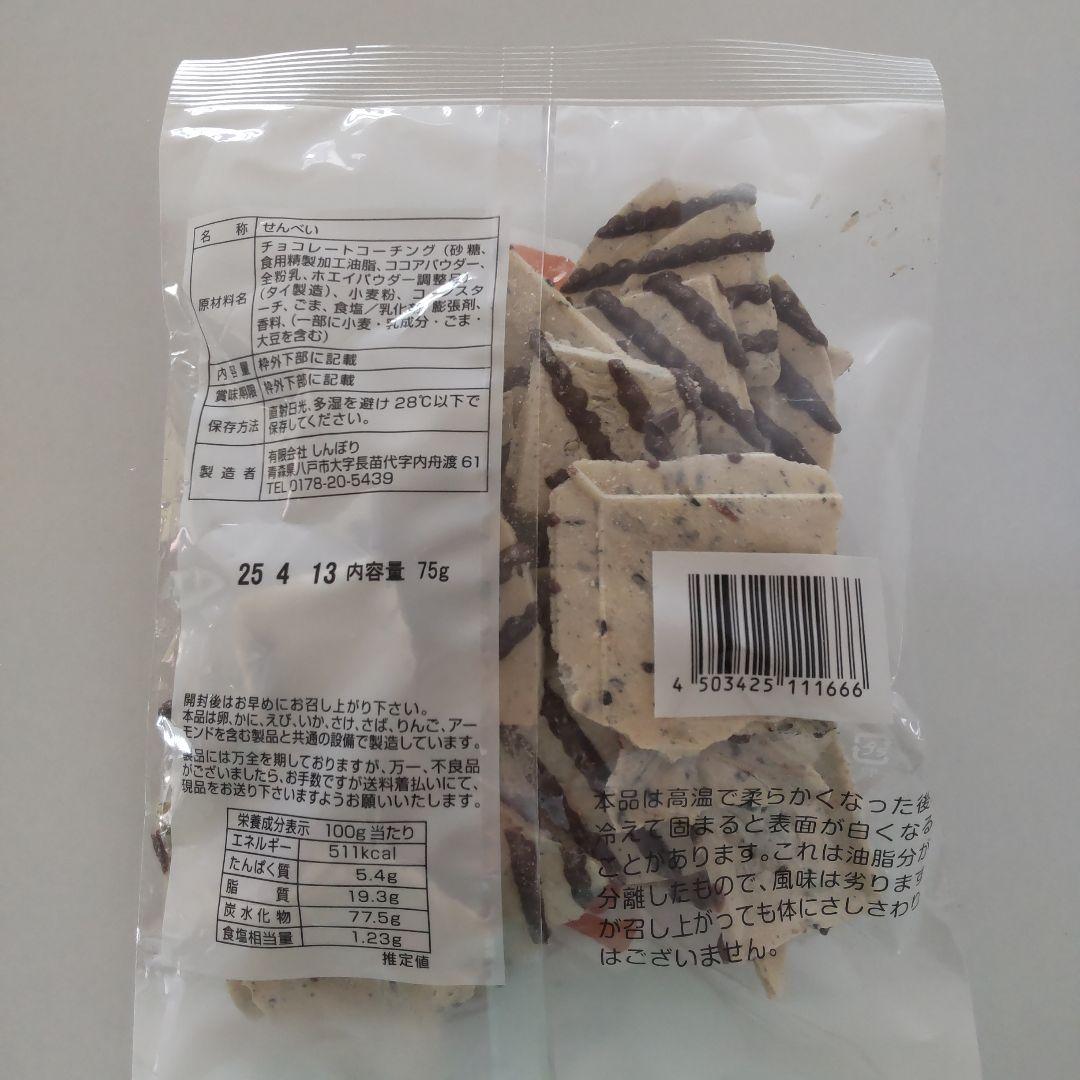 名 称 せんべい
原材料名 チョコレートコーチング(砂糖、
食用精製加工油脂、ココアパウダー、
全粉乳、ホエイパウダー調整品)
(タイ製造)、小麦粉、コーンスタ
ーチ、ごま、食塩/乳化剤、膨張剤、
香料、(一部に小麦・乳成分・ごま・
大豆を含む)
内容量 枠外下部に記載
賞味期限 枠外下部に記載
保存方法 直射日光、多湿を避け28℃以下で
保存してください。
製造者 有限会社 しんぼり
青森県八戸市大字長苗代字内舟渡61
TEL 0178-20-5439
25 4 13 内容量 75g
4 503425 111666
開封後はお早めにお召し上がり下さい。
本品は卵、かに、えび、いか、さけ、さば、りんご、アー
モンドを含む製品と共通の設備で製造しています。
製品には万全を期しておりますが、万一、不良品
がございましたら、お手数ですが送料着払いにて、
現品をお送り下さいますようお願いいたします。
栄養成分表示 100g当たり
エネルギー 511kcal
たんぱく質 5.4g
脂 質 19.3g
炭水化物 77.5g
食塩相当量 1.23g
推定値
プラ
本品は高温で柔らかくなった後
冷えて固まると表面が白くなる
ことがあります。これは油脂分が
分離したもので、風味は劣ります
が召し上がっても体にさしさわり
はございません。